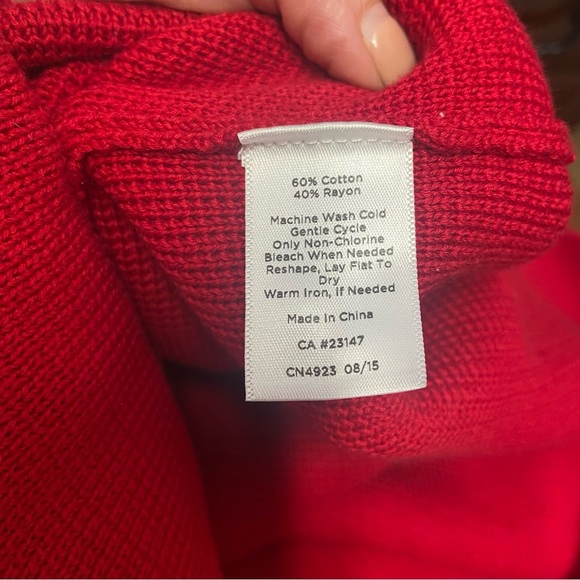 60% Cotton
40% Rayon
Machine Wash Cold
Gentle Cycle
Only Non-Chlorine
Bleach When Needed
Reshape, Lay Flat To
Dry
Warm Iron, If Needed
Made In China
CA #23147
CN4923 08/15